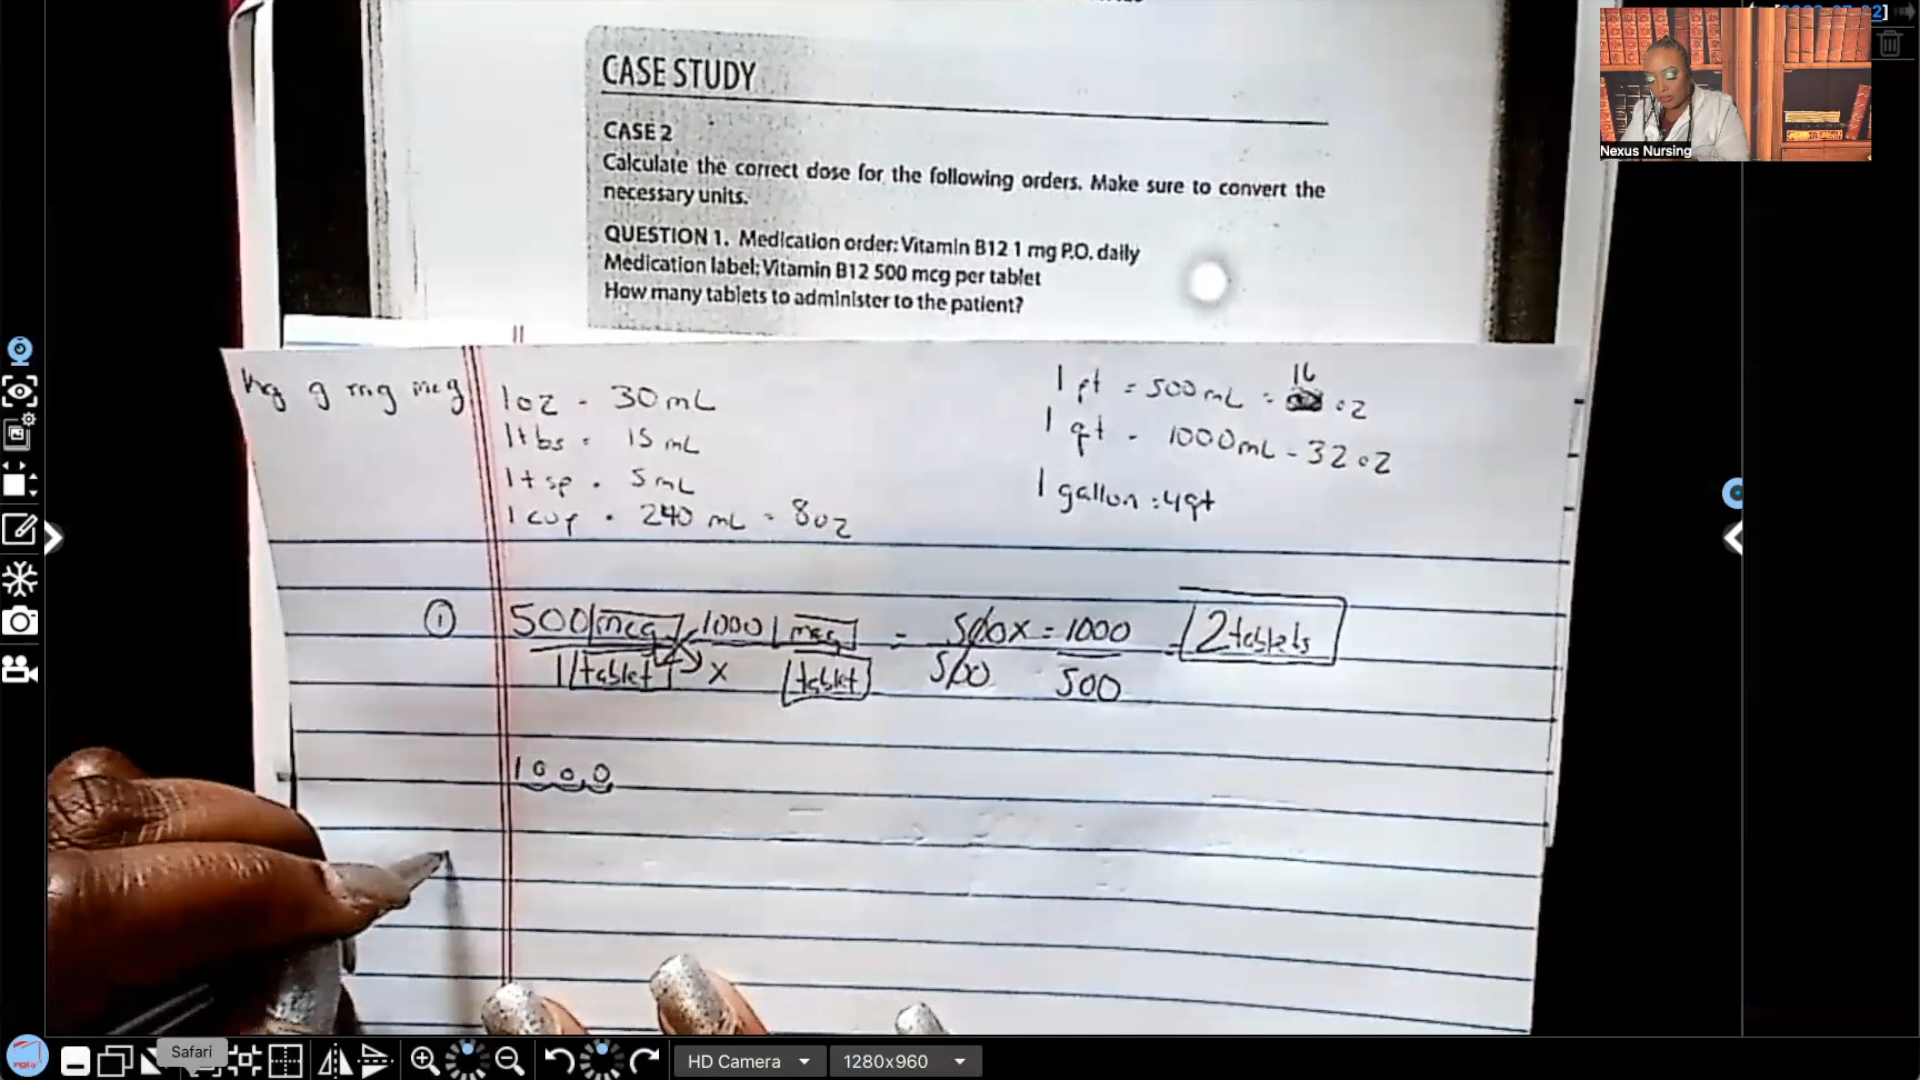 CASE STUDY
CASE 2
Calculate the correct dose for the following orders. Make sure to convert the
necessary units.
QUESTION 1. Medication order: Vitamin B12 1 mg P.O. daily
Medication label: Vitamin B12 500 mcg per tablet
How many tablets to administer to the patient?
Nexus Nursing
kg g mg mcg
1 oz - 30 mL
1 tbs = 15 mL
1 tsp = 5 mL
1 cup = 240 mL = 8 oz
1 pt = 500 mL = 16 oz
1 qt - 1000 mL - 32 oz
1 gallon = 4 qt
① 500 mcg 1000 mcg = 500x = 1000 = 2 tablets
1 tablet x tablet 500 500
1000
Safari
HD Camera
1280x960